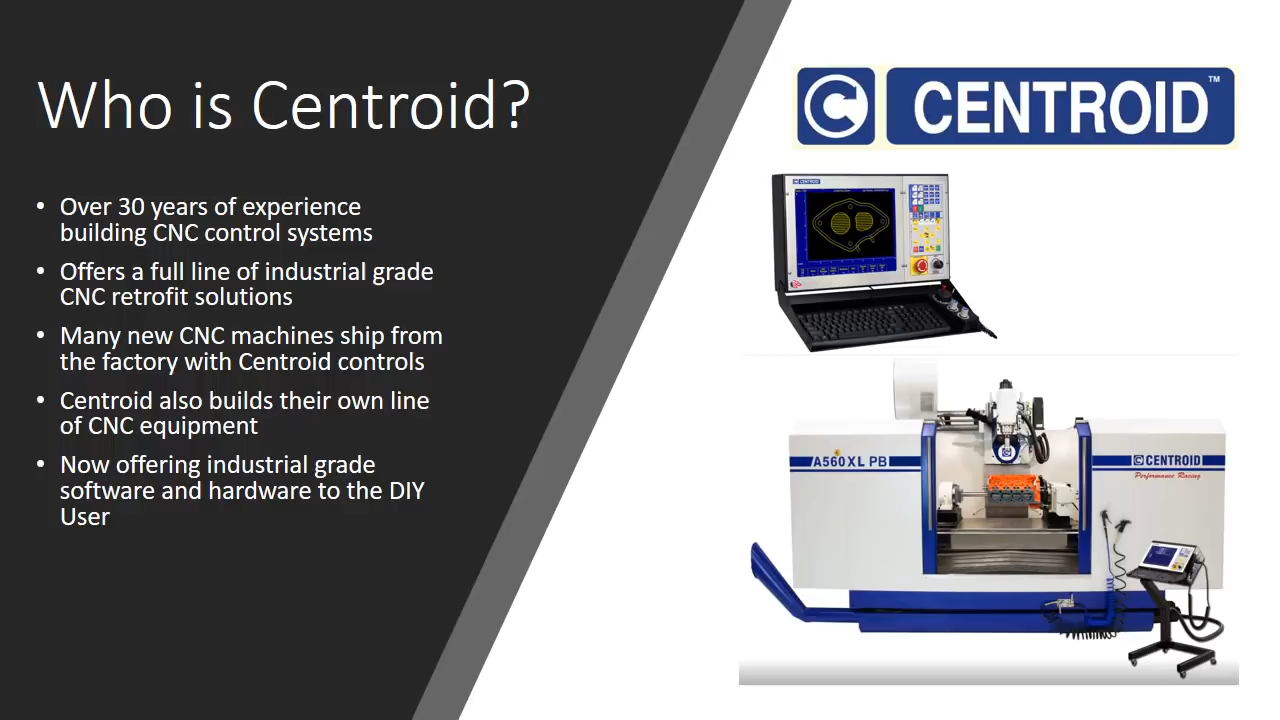 Who is Centroid?
• Over 30 years of experience
building CNC control systems
• Offers a full line of industrial grade
CNC retrofit solutions
• Many new CNC machines ship from
the factory with Centroid controls
• Centroid also builds their own line
of CNC equipment
• Now offering industrial grade
software and hardware to the DIY
User
C CENTROID™
CENTROID
A560XL PB
C CENTROID
Performance Racing